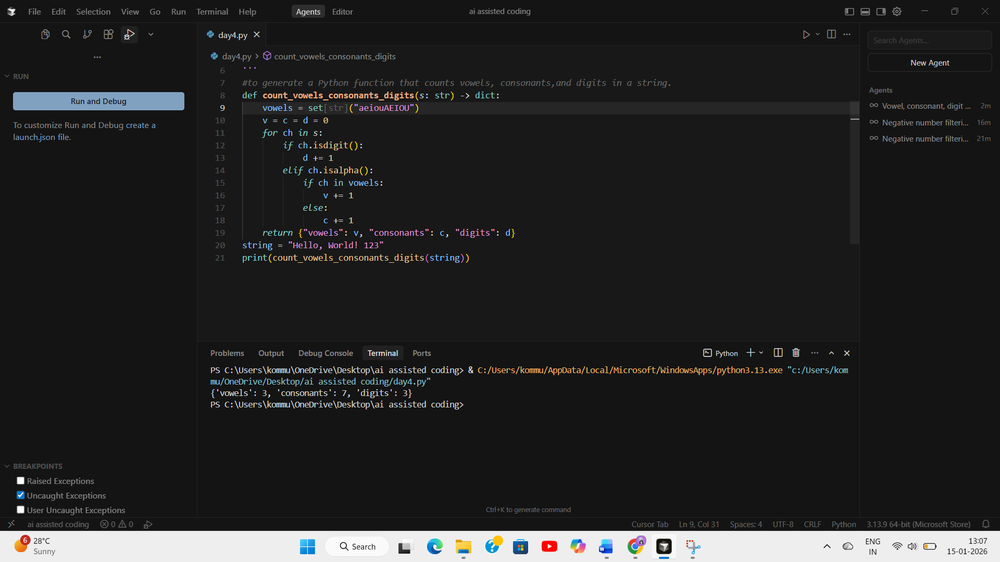 File Edit Selection View Go Run Terminal Help Agents Editor ai assisted coding
RUN
Run and Debug
To customize Run and Debug create a
launch.json file.
BREAKPOINTS
Raised Exceptions
Uncaught Exceptions
User Uncaught Exceptions
day4.py
day4.py > count_vowels_consonants_digits
6 '''
7 #to generate a Python function that counts vowels, consonants,and digits in a string.
8 def count_vowels_consonants_digits(s: str) -> dict:
9 vowels = set[str]("aeiouAEIOU")
10 v = c = d = 0
11 for ch in s:
12 if ch.isdigit():
13 d += 1
14 elif ch.isalpha():
15 if ch in vowels:
16 v += 1
17 else:
18 c += 1
19 return {"vowels": v, "consonants": c, "digits": d}
20 string = "Hello, World! 123"
21 print(count_vowels_consonants_digits(string))
Problems Output Debug Console Terminal Ports Python
PS C:\Users\kommu\OneDrive\Desktop\ai assisted coding> & C:/Users/kommu/AppData/Local/Microsoft/WindowsApps/python3.13.exe "c:/Users/kom
mu/OneDrive/Desktop/ai assisted coding/day4.py"
{'vowels': 3, 'consonants': 7, 'digits': 3}
PS C:\Users\kommu\OneDrive\Desktop\ai assisted coding>
Ctrl+K to generate command
Search Agents...
New Agent
Agents
Vowel, consonant, digit ... 2m
Negative number filteri... 16m
Negative number filteri... 21m
ai assisted coding 0 0 Cursor Tab Ln 9, Col 31 Spaces: 4 UTF-8 CRLF Python 3.13.9 64-bit (Microsoft Store)
6 28°C
Sunny
Search
ENG
IN
13:07
15-01-2026